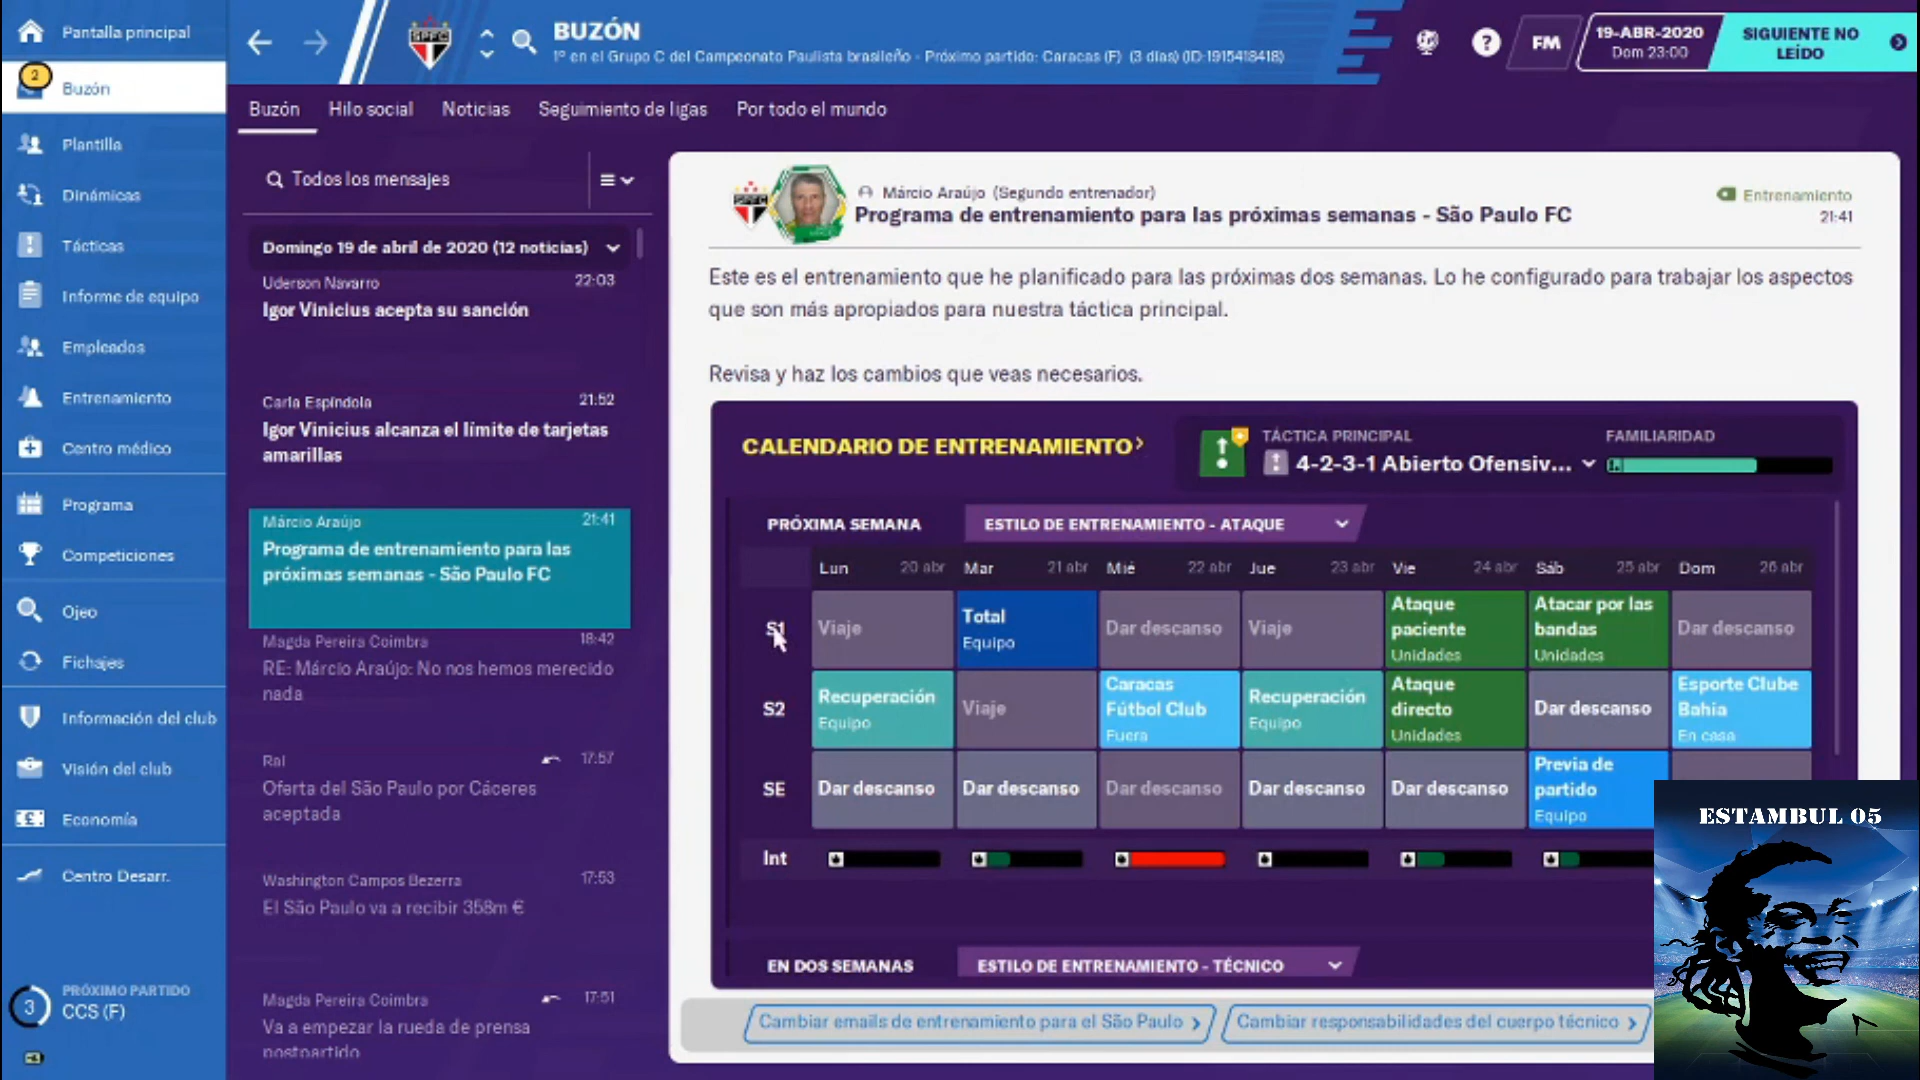 Pantalla principal
2
Buzón
Plantilla
Dinámicas
Tácticas
Informe de equipo
Empleados
Entrenamiento
Centro médico
Programa
Competiciones
Ojeo
Fichajes
Información del club
Visión del club
Economía
Centro Desarr.
3
PRÓXIMO PARTIDO
CCS (F)
SPFC
BUZÓN
1º en el Grupo C del Campeonato Paulista brasileño - Próximo partido: Caracas (F) (3 días) (ID-1915418418)
?
FM
19-ABR-2020
Dom 23:00
SIGUIENTE NO LEÍDO
Buzón
Hilo social
Noticias
Seguimiento de ligas
Por todo el mundo
Todos los mensajes
Domingo 19 de abril de 2020 (12 noticias)
Uderson Navarro 22:03
Igor Vinicius acepta su sanción
Carla Espíndola 21:52
Igor Vinicius alcanza el límite de tarjetas
amarillas
Márcio Araújo 21:41
Programa de entrenamiento para las
próximas semanas - São Paulo FC
Magda Pereira Coimbra 18:42
RE: Márcio Araújo: No nos hemos merecido
nada
Raí 17:57
Oferta del São Paulo por Cáceres
aceptada
Washington Campos Bezerra 17:53
El São Paulo va a recibir 358m €
Magda Pereira Coimbra 17:51
Va a empezar la rueda de prensa
postpartido
SPFC
Márcio Araújo (Segundo entrenador)
Programa de entrenamiento para las próximas semanas - São Paulo FC
Entrenamiento
21:41
Este es el entrenamiento que he planificado para las próximas dos semanas. Lo he configurado para trabajar los aspectos
que son más apropiados para nuestra táctica principal.
Revisa y haz los cambios que veas necesarios.
CALENDARIO DE ENTRENAMIENTO
TÁCTICA PRINCIPAL
4-2-3-1 Abierto Ofensiv...
FAMILIARIDAD
PRÓXIMA SEMANA
ESTILO DE ENTRENAMIENTO - ATAQUE
Lun 20 abr Mar 21 abr Mié 22 abr Jue 23 abr Vie 24 abr Sáb 25 abr Dom 26 abr
S1
Viaje
Total
Equipo
Dar descanso
Viaje
Ataque
paciente
Unidades
Atacar por las
bandas
Unidades
Dar descanso
S2
Recuperación
Equipo
Viaje
Caracas
Fútbol Club
Fuera
Recuperación
Equipo
Ataque
directo
Unidades
Dar descanso
Esporte Clube
Bahia
En casa
SE
Dar descanso
Dar descanso
Dar descanso
Dar descanso
Dar descanso
Previa de
partido
Equipo
Int
EN DOS SEMANAS
ESTILO DE ENTRENAMIENTO - TÉCNICO
Cambiar emails de entrenamiento para el São Paulo
Cambiar responsabilidades del cuerpo técnico
ESTAMBUL 05